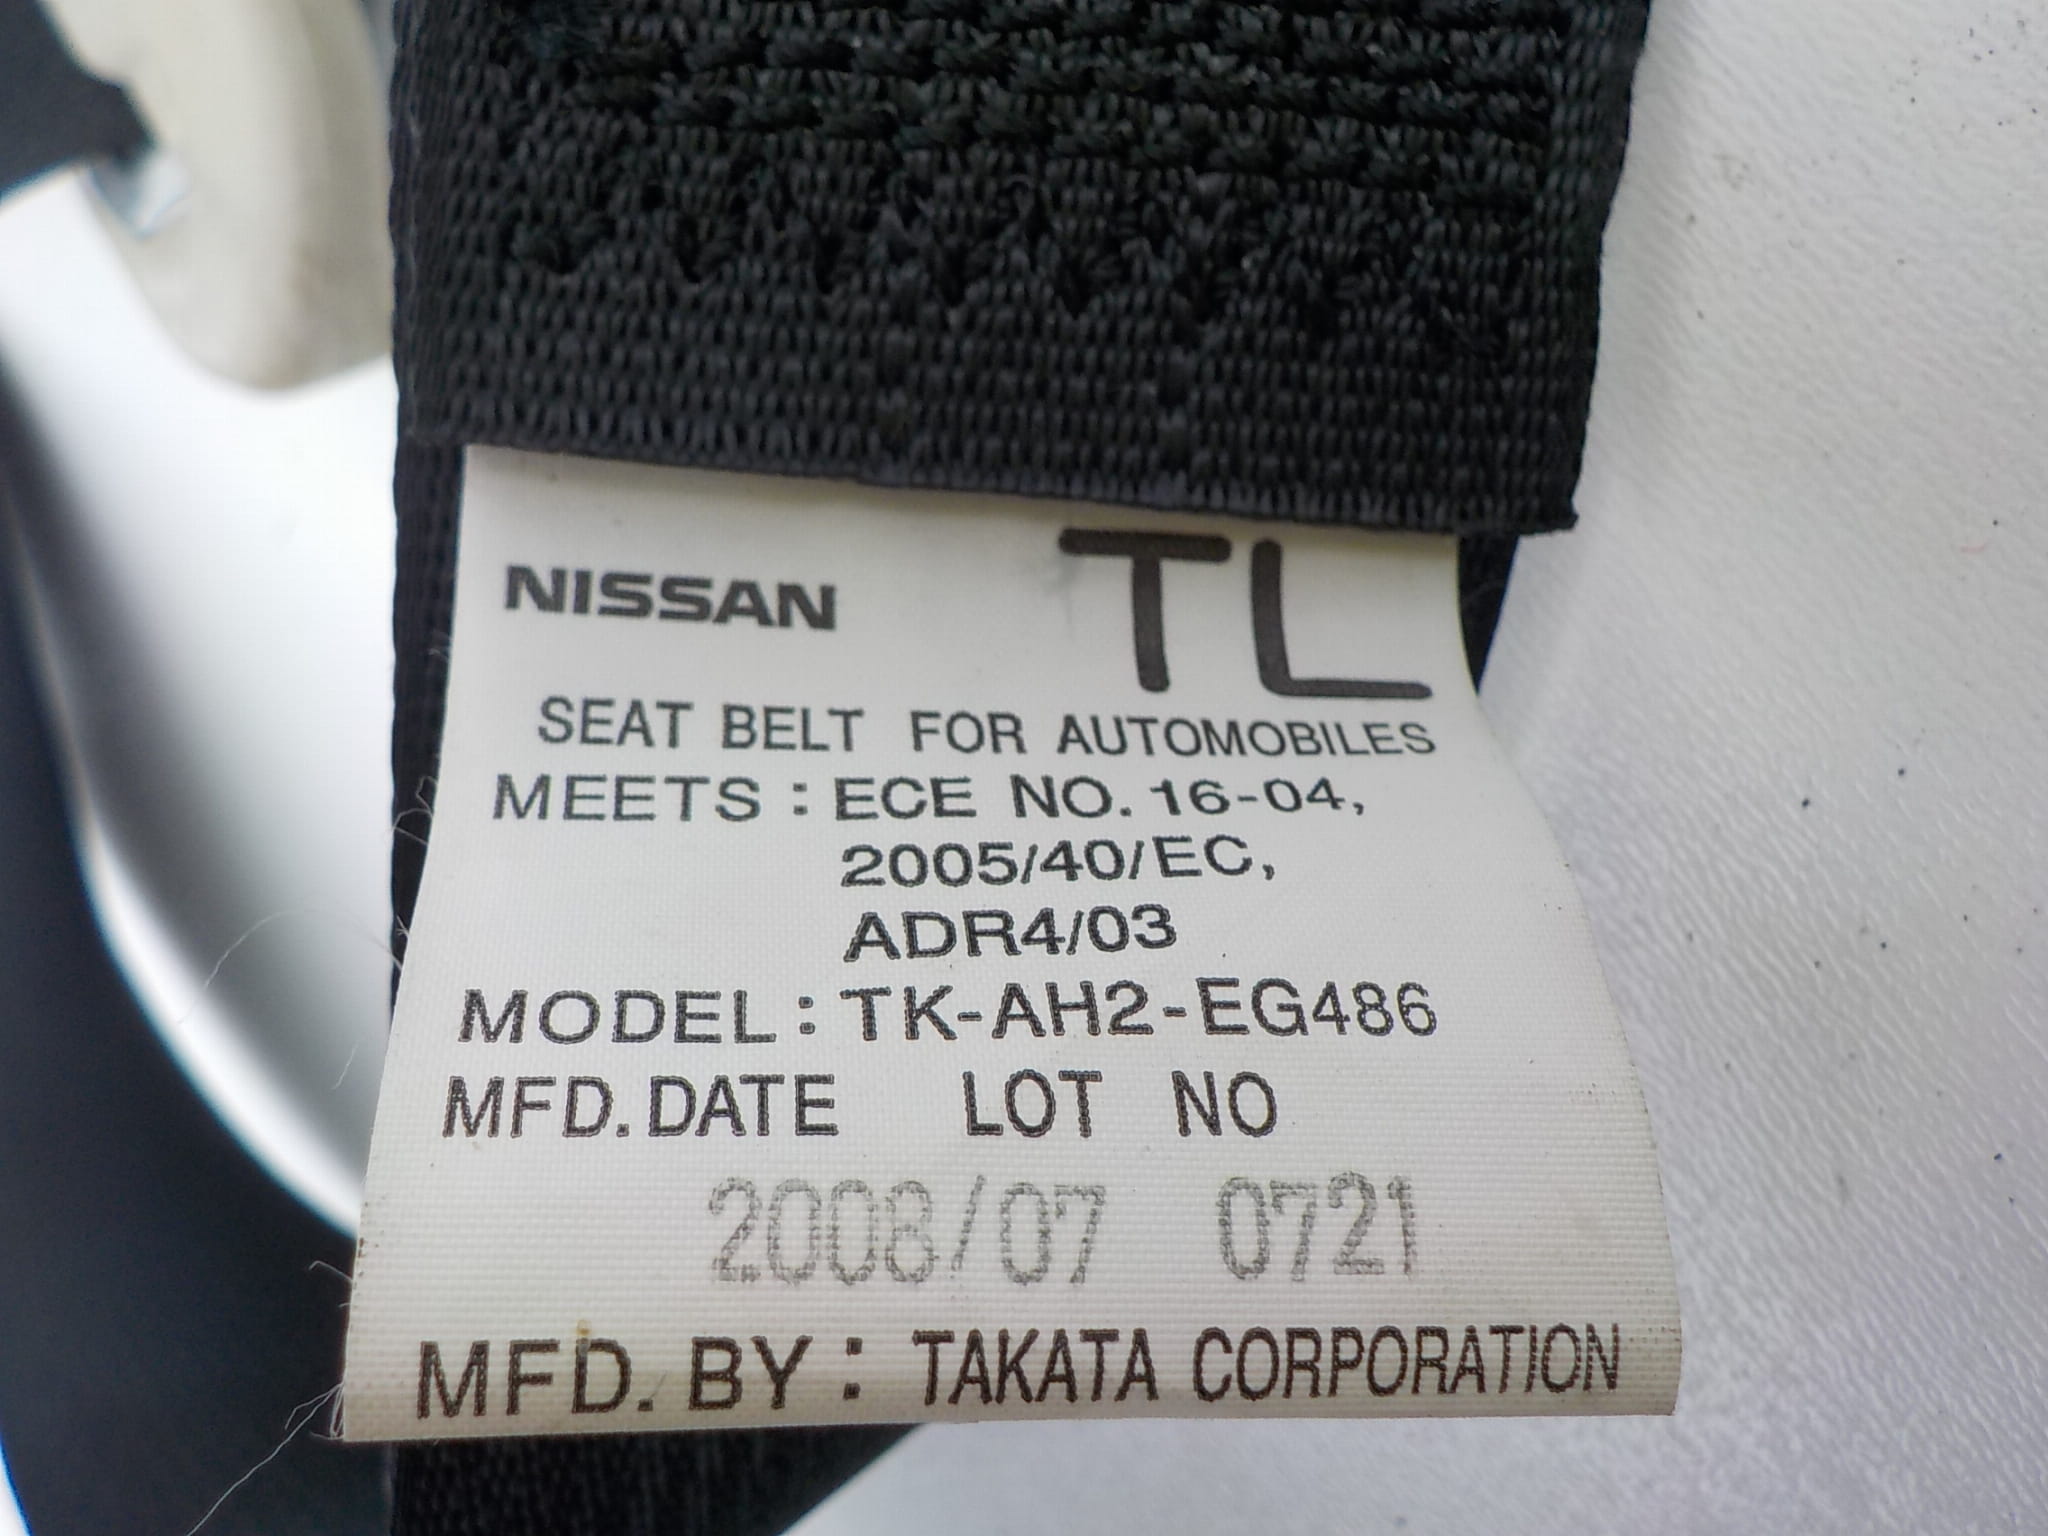 NISSAN TL
SEAT BELT FOR AUTOMOBILES
MEETS : ECE NO. 16-04,
2005/40/EC,
ADR4/03
MODEL : TK-AH2-EG486
MFD. DATE LOT NO
2008/07 0721
MFD. BY : TAKATA CORPORATION